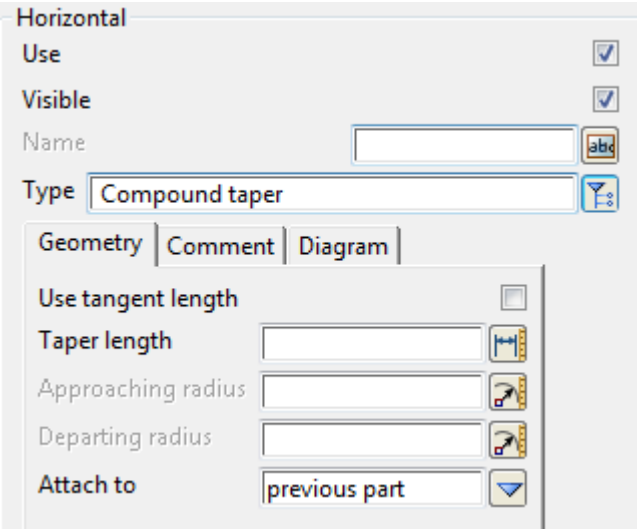 Horizontal
Use
Visible
Name abc
Type Compound taper
Geometry Comment Diagram
Use tangent length
Taper length
Approaching radius
Departing radius
Attach to previous part